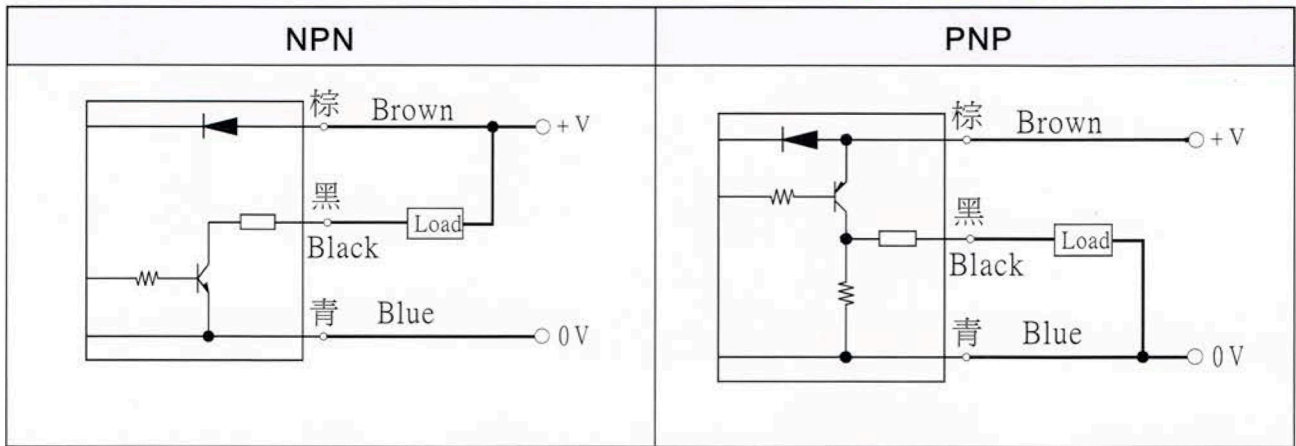 NPN
棕 Brown
+V
黑
Load
Black
青 Blue
0V
PNP
棕 Brown
+V
黑
Load
Black
青 Blue
0V